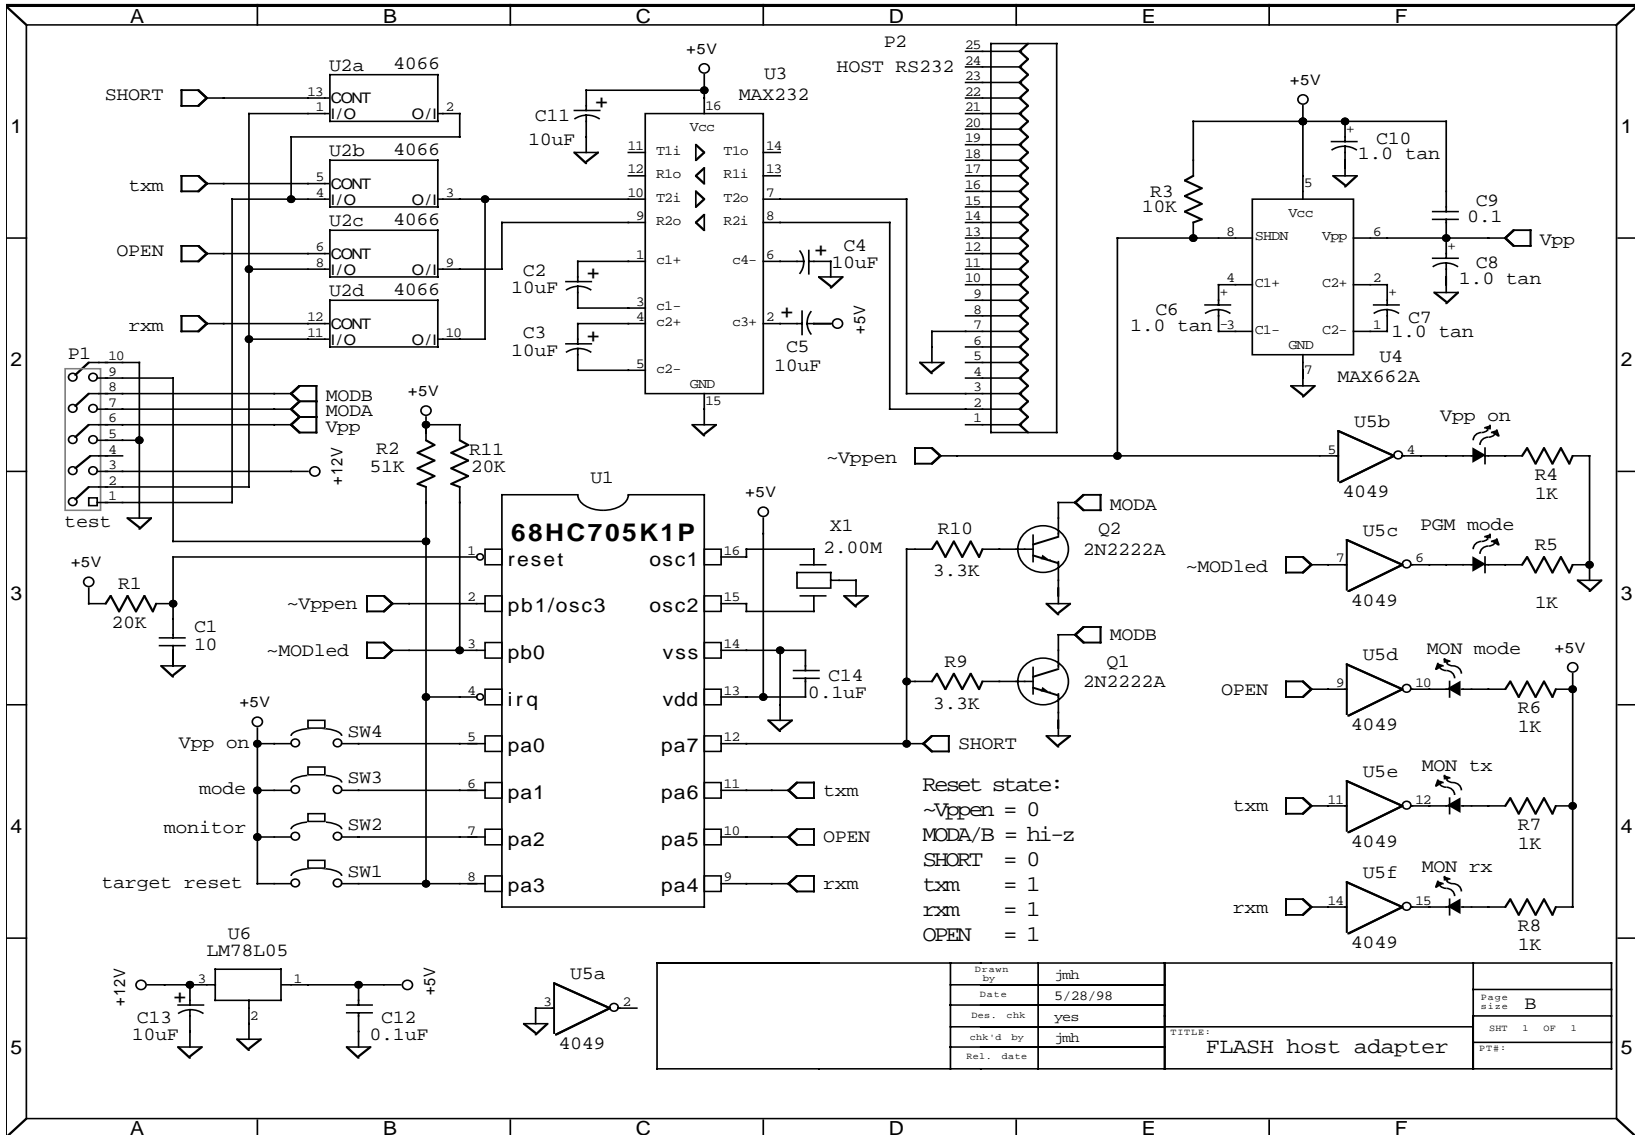 A B C D E F
1 1
2 2
3 3
4 4
5 5
A B C D E F
U2a 4066
SHORT
13 CONT
1 I/O O/I 2
U2b 4066
txm
5 CONT
4 I/O O/I 3
U2c 4066
OPEN
6 CONT
8 I/O O/I 9
U2d 4066
rxm
12 CONT
11 I/O O/I 10
+5V
C11
10uF
U3
MAX232
16
Vcc
11 T1i T1o 14
12 R1o R1i 13
10 T2i T2o 7
9 R2o R2i 8
1 c1+ c4- 6
3 c1-
4 c2+ c3+ 2
5 c2-
GND
15
C2
10uF
C3
10uF
C4
10uF
C5
10uF
+5V
P2
HOST RS232
25
24
23
22
21
20
19
18
17
16
15
14
13
12
11
10
9
8
7
6
5
4
3
2
1
+5V
C10
1.0 tan
R3
10K
5
Vcc
8 SHDN Vpp 6
4 C1+ C2+ 2
3 C1- C2- 1
GND
7
U4
MAX662A
C9
0.1
Vpp
C8
1.0 tan
C6
1.0 tan
C7
1.0 tan
P1
10
9
8
7
6
5
4
3
2
1
test
MODB
MODA
Vpp
+12V
+5V
R2
51K
R11
20K
~Vppen
U5b
5 4
4049
Vpp on
R4
1K
U1
68HC705K1P
1 reset osc1 16
2 pb1/osc3 osc2 15
3 pb0 vss 14
4 irq vdd 13
5 pa0 pa7 12
6 pa1 pa6 11
7 pa2 pa5 10
8 pa3 pa4 9
+5V
R1
20K
C1
10
~Vppen
~MODled
+5V
X1
2.00M
C14
0.1uF
R10
3.3K
MODA
Q2
2N2222A
R9
3.3K
MODB
Q1
2N2222A
SHORT
~MODled
U5c
7 6
4049
PGM mode
R5
1K
OPEN
U5d
9 10
4049
MON mode
+5V
R6
1K
txm
U5e
11 12
4049
MON tx
R7
1K
rxm
U5f
14 15
4049
MON rx
R8
1K
+5V
Vpp on SW4
mode SW3
monitor SW2
target reset SW1
txm
OPEN
rxm
Reset state:
~Vppen = 0
MODA/B = hi-z
SHORT = 0
txm = 1
rxm = 1
OPEN = 1
U6
LM78L05
+12V 3 1 +5V
2
C13
10uF
C12
0.1uF
U5a
3 2
4049
Drawn by jmh
Date 5/28/98
Des. chk yes
chk'd by jmh
Rel. date
TITLE:
FLASH host adapter
Page size B
SHT 1 OF 1
PT#: